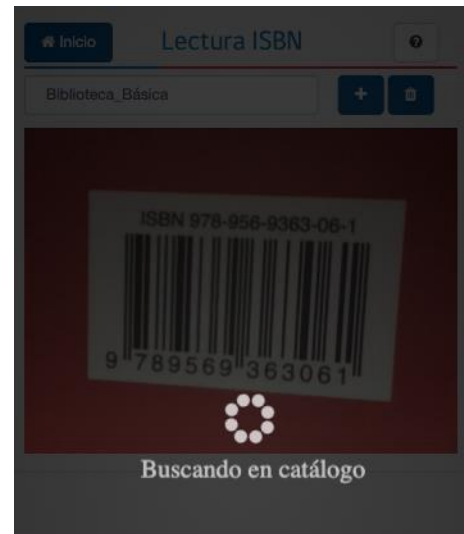 Inicio
Lectura ISBN
Biblioteca_Básica
ISBN 978-956-9363-06-1
9 789569 363061
Buscando en catálogo